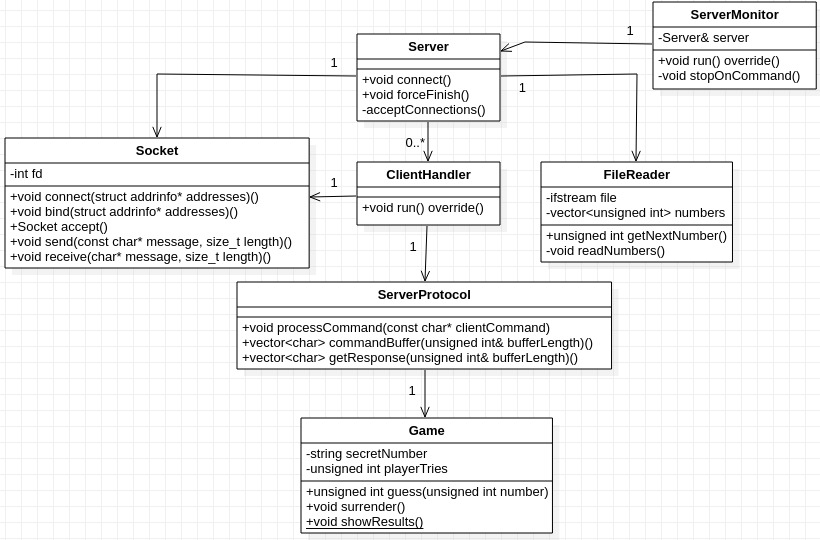 ServerMonitor
-Server& server
+void run() override()
-void stopOnCommand()
1
Server
+void connect()
+void forceFinish()
-acceptConnections()
1
1
0..*
Socket
-int fd
+void connect(struct addrinfo* addresses)()
+void bind(struct addrinfo* addresses)()
+Socket accept()
+void send(const char* message, size_t length)()
+void receive(char* message, size_t length)()
1
ClientHandler
+void run() override()
FileReader
-ifstream file
-vector<unsigned int> numbers
+unsigned int getNextNumber()
-void readNumbers()
1
ServerProtocol
+void processCommand(const char* clientCommand)
+vector<char> commandBuffer(unsigned int& bufferLength)()
+vector<char> getResponse(unsigned int& bufferLength)()
1
Game
-string secretNumber
-unsigned int playerTries
+unsigned int guess(unsigned int number)
+void surrender()
+void showResults()